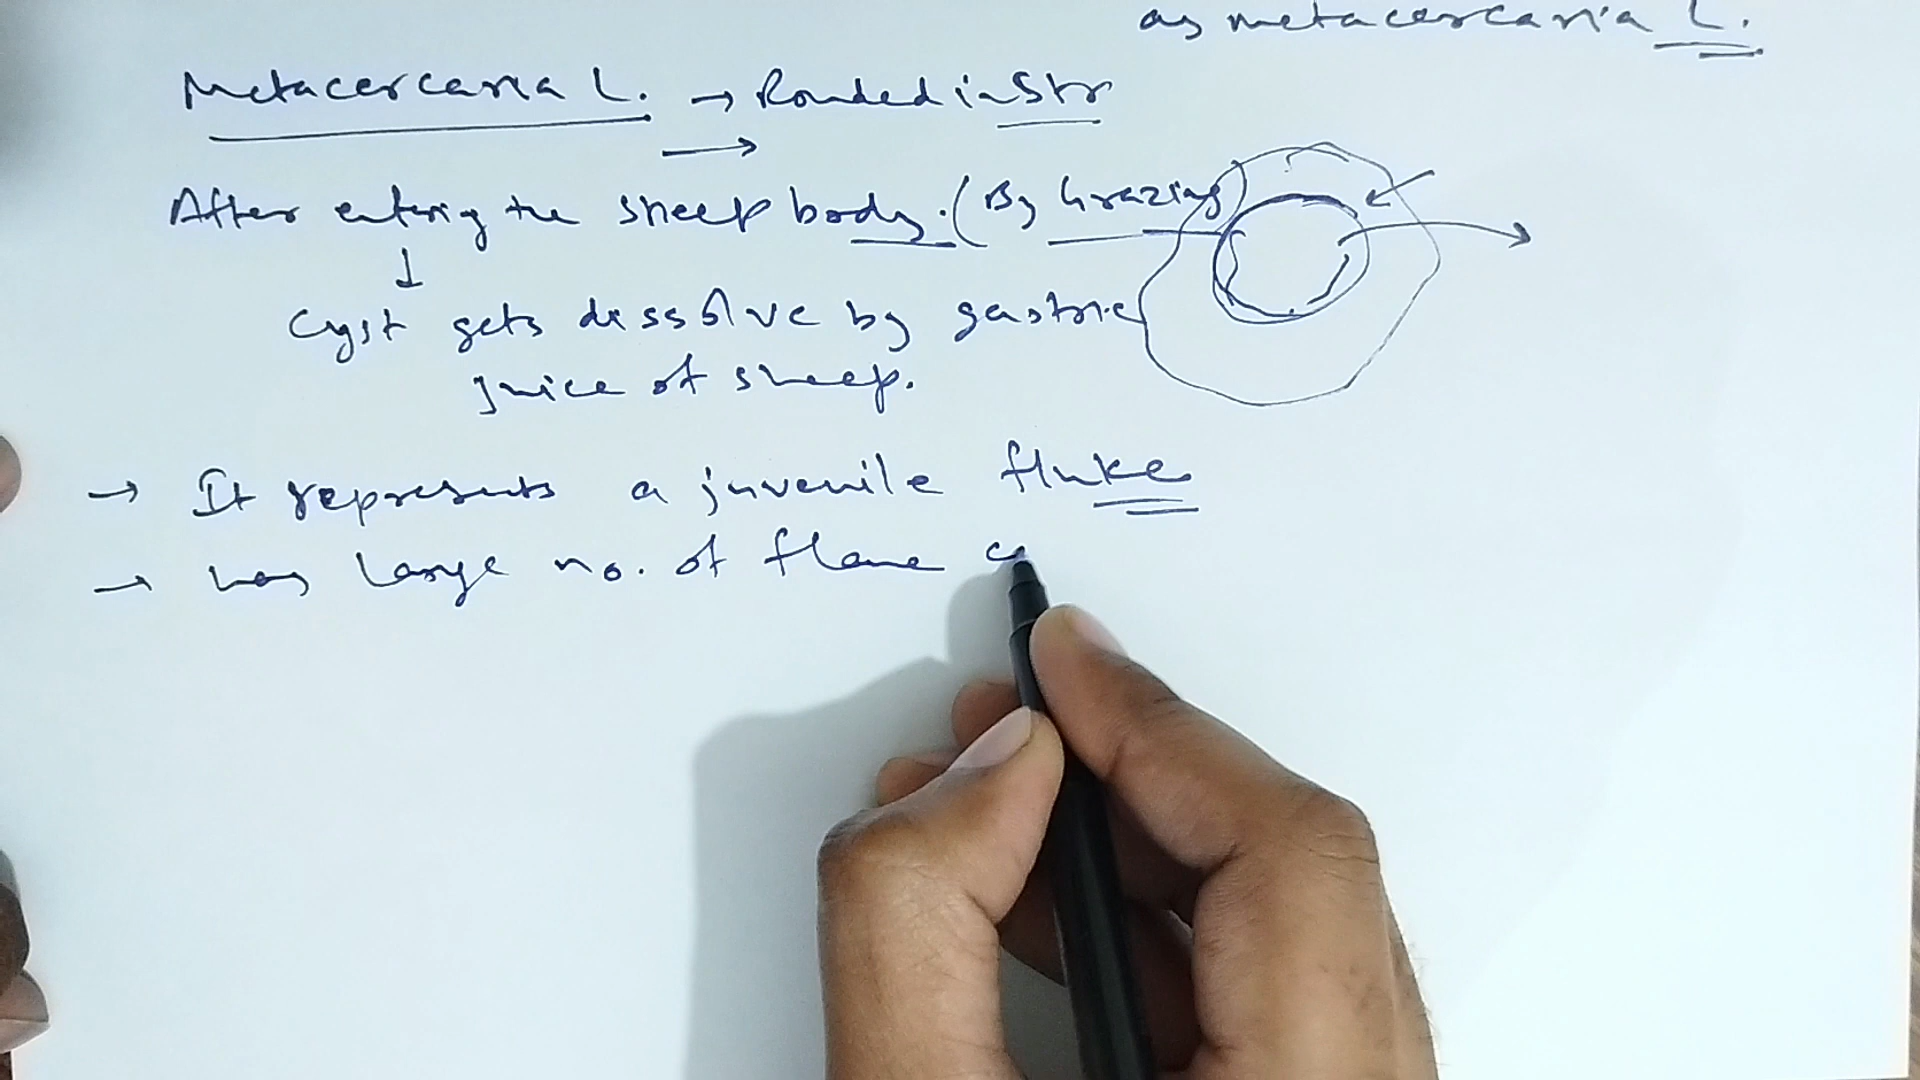 as metacercaria L.
Metacercaria L. → Rounded in Str
→
After entering the sheep body. (By Grazing)
↓
Cyst gets dissolve by gastric
juice of sheep.
→ It represents a juvenile fluke
→ has large no. of flame c